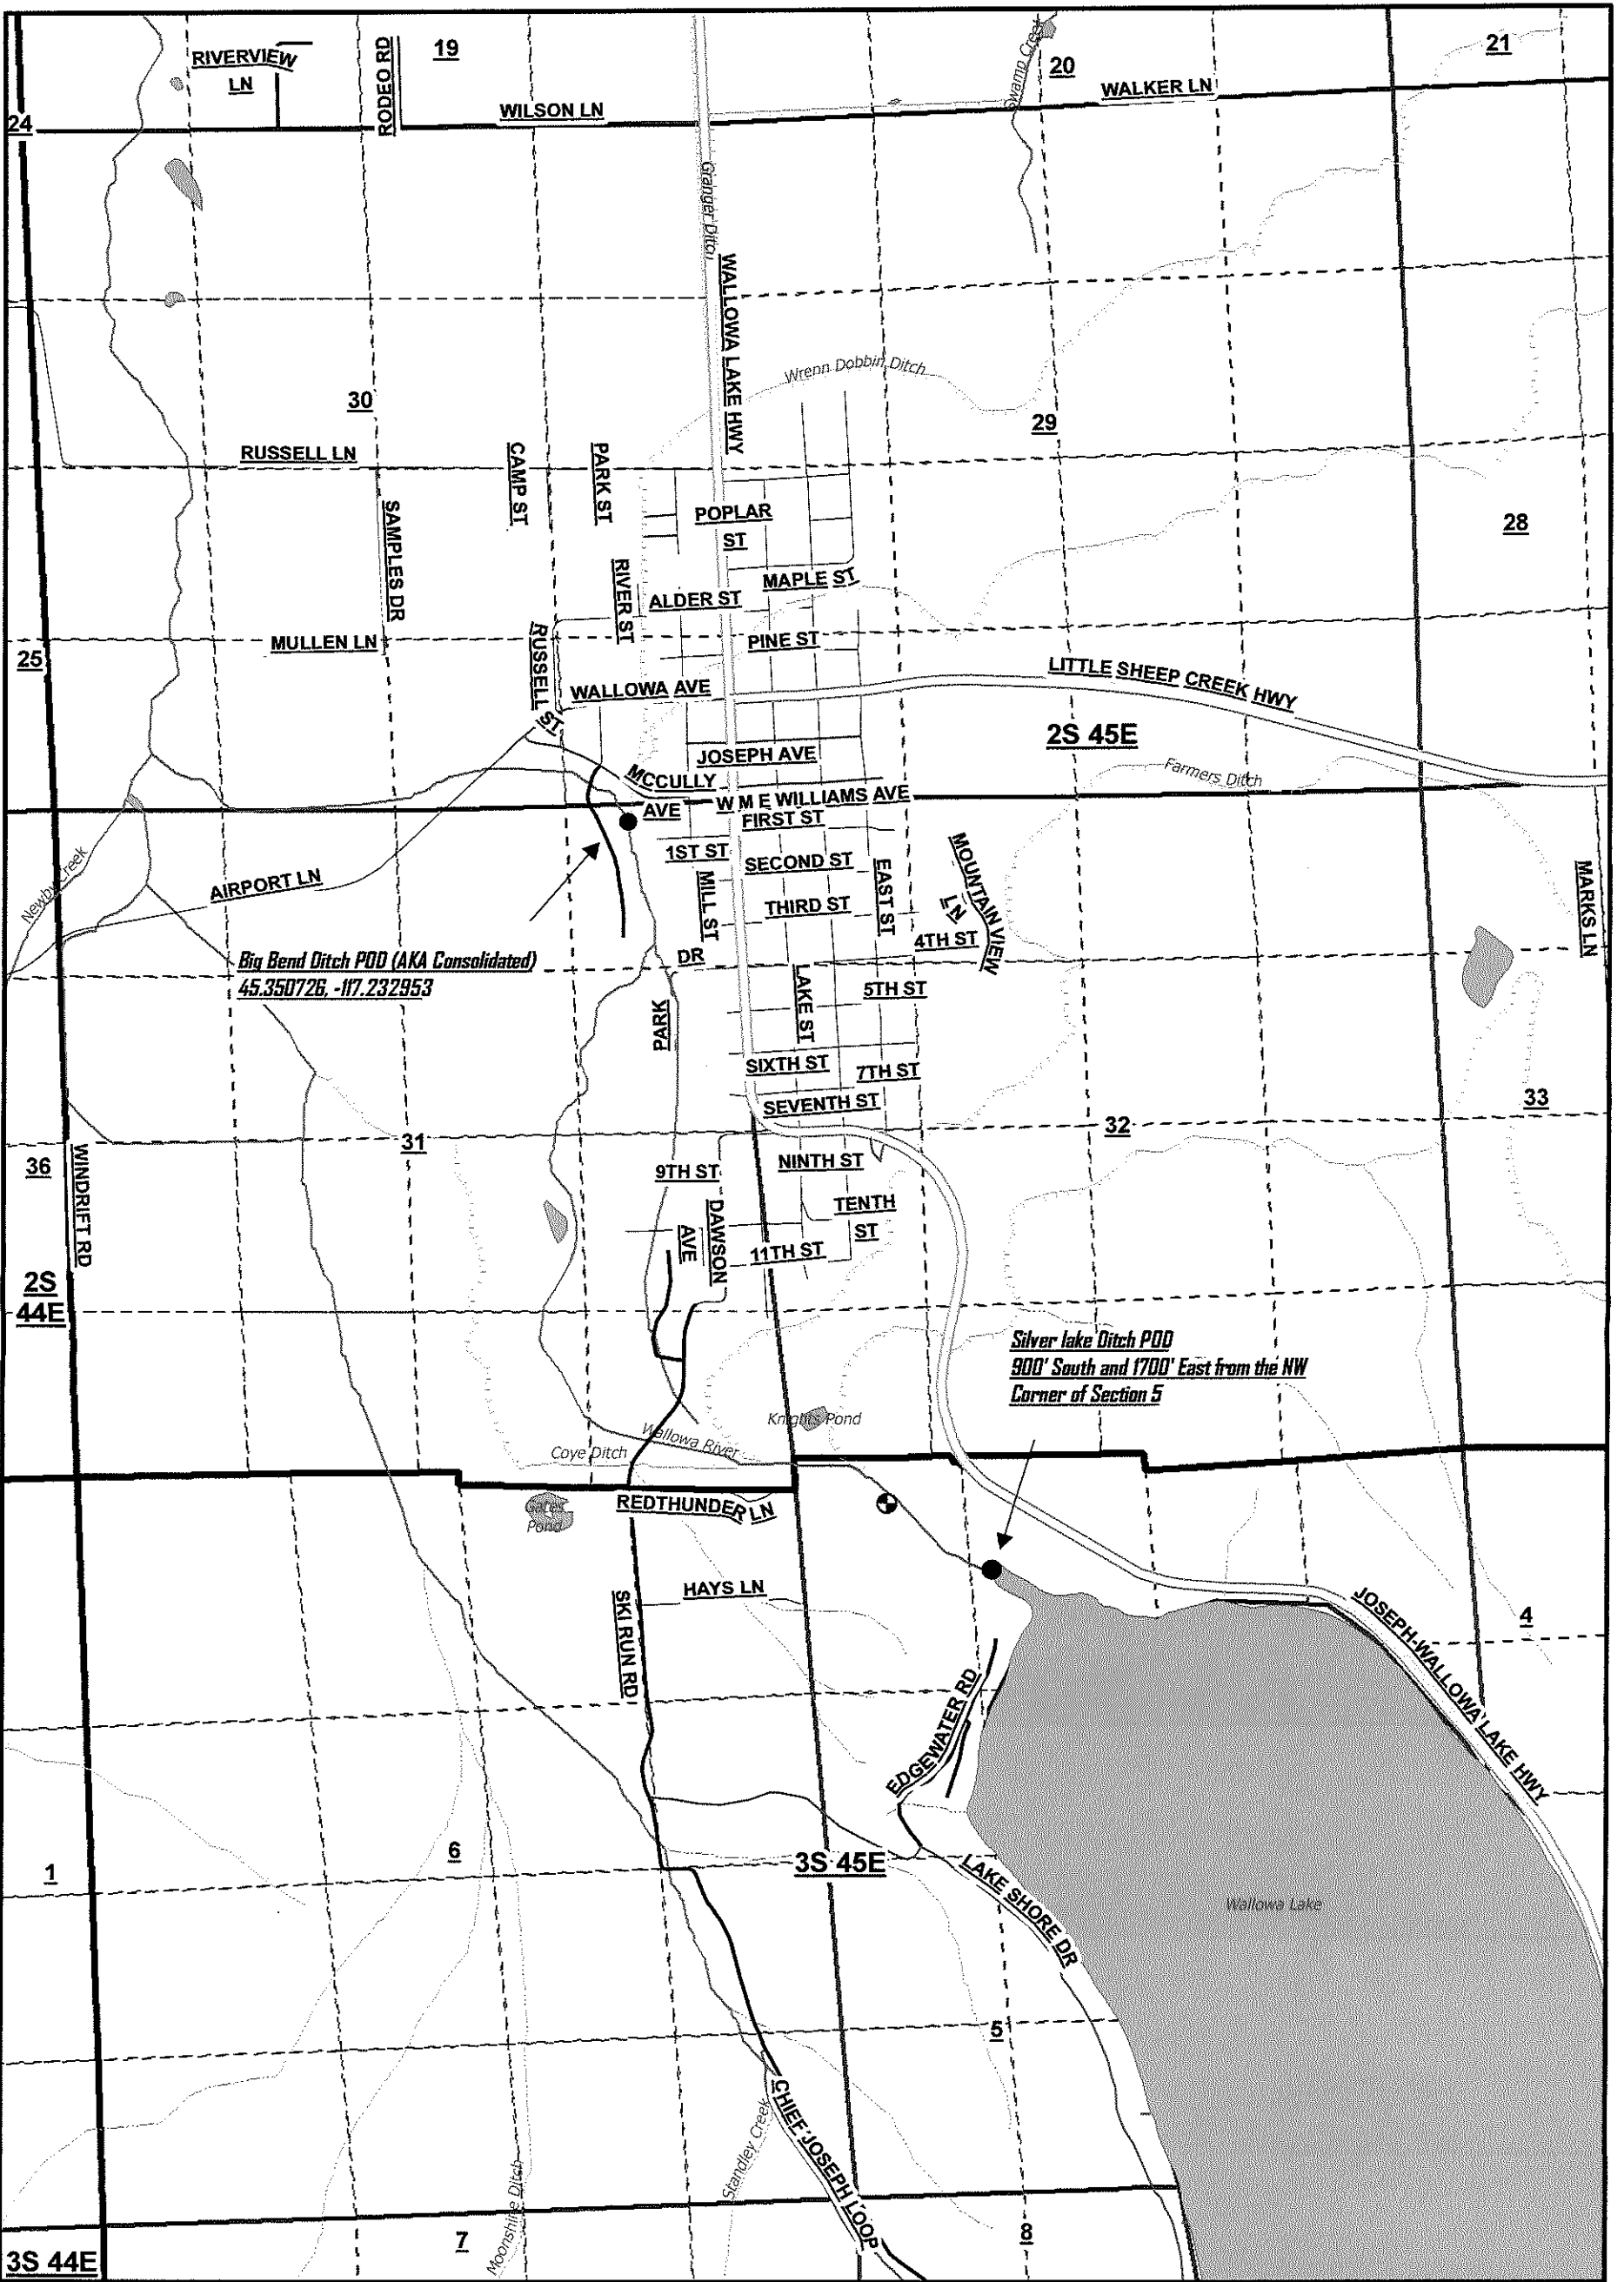 RIVERVIEW
LN
RODEO RD
19
Swamp Creek
20
21
WALKER LN
24
WILSON LN
Granger Ditch
WALLOWA LAKE HWY
Wrenn Dobbin Ditch
30
29
RUSSELL LN
CAMP ST
PARK ST
SAMPLES DR
POPLAR
ST
28
RIVER ST
MAPLE ST
ALDER ST
MULLEN LN
RUSSELL
ST
PINE ST
25
LITTLE SHEEP CREEK HWY
WALLOWA AVE
2S 45E
JOSEPH AVE
Farmers Ditch
MCCULLY
AVE
W M E WILLIAMS AVE
FIRST ST
1ST ST
SECOND ST
MOUNTAIN VIEW
LN
MARKS LN
Newby Creek
AIRPORT LN
MILL ST
EAST ST
THIRD ST
4TH ST
Big Bend Ditch POD (AKA Consolidated)
45.350726, -117.232953
DR
PARK
LAKE ST
5TH ST
SIXTH ST
7TH ST
SEVENTH ST
33
32
31
36
WINDRIFT RD
9TH ST
NINTH ST
TENTH
ST
AVE
DAWSON
11TH ST
2S
44E
Silver lake Ditch POD
900' South and 1700' East from the NW
Corner of Section 5
Knights Pond
Wallowa River
Coye Ditch
REDTHUNDER LN
Gates
Pond
SKI RUN RD
HAYS LN
JOSEPH-WALLOWA LAKE HWY
4
EDGEWATER RD
6
1
3S 45E
LAKE SHORE DR
Wallowa Lake
5
CHIEF JOSEPH LOOP
Standley Creek
Moonshine Ditch
7
8
3S 44E